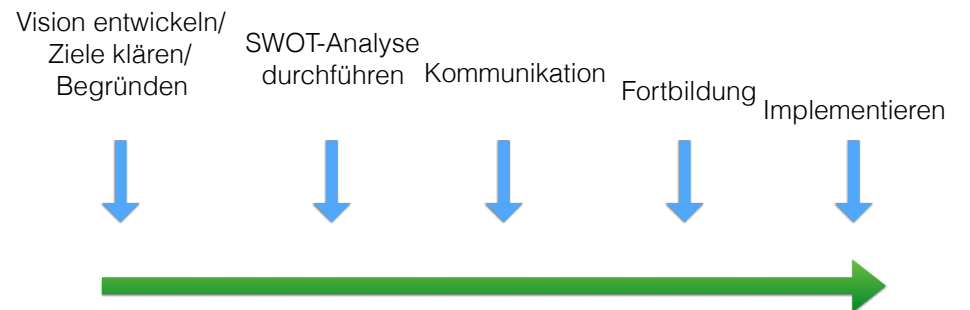 Vision entwickeln/
Ziele klären/
Begründen
SWOT-Analyse
durchführen
Kommunikation
Fortbildung
Implementieren